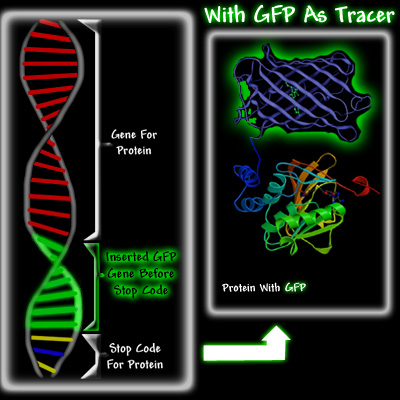 With GFP As Tracer
Gene For
Protein
Inserted GFP
Gene Before
Stop Code
Stop Code
For Protein
Protein With GFP